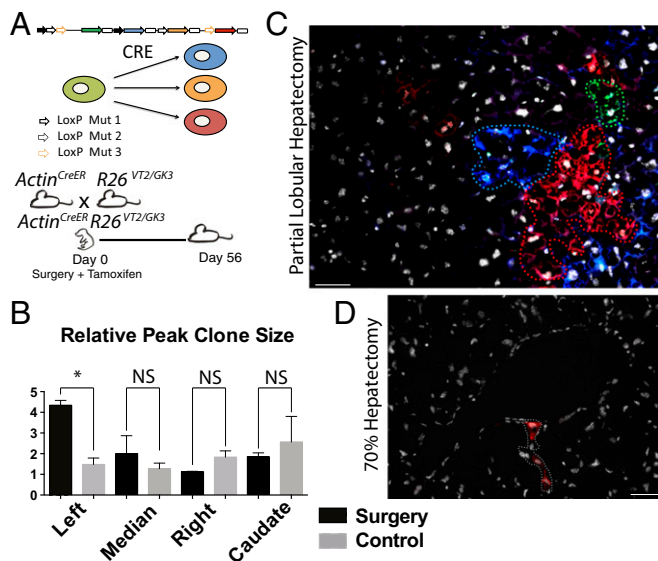 A
CRE
LoxP Mut 1
LoxP Mut 2
LoxP Mut 3
Actin^CreER R26^VT2/GK3
X
Actin^CreER R26^VT2/GK3
Day 0
Surgery + Tamoxifen
Day 56
B
Relative Peak Clone Size
* NS NS NS
5
4
3
2
1
0
Left
Median
Right
Caudate
Surgery
Control
C
Partial Lobular Hepatectomy
D
70% Hepatectomy